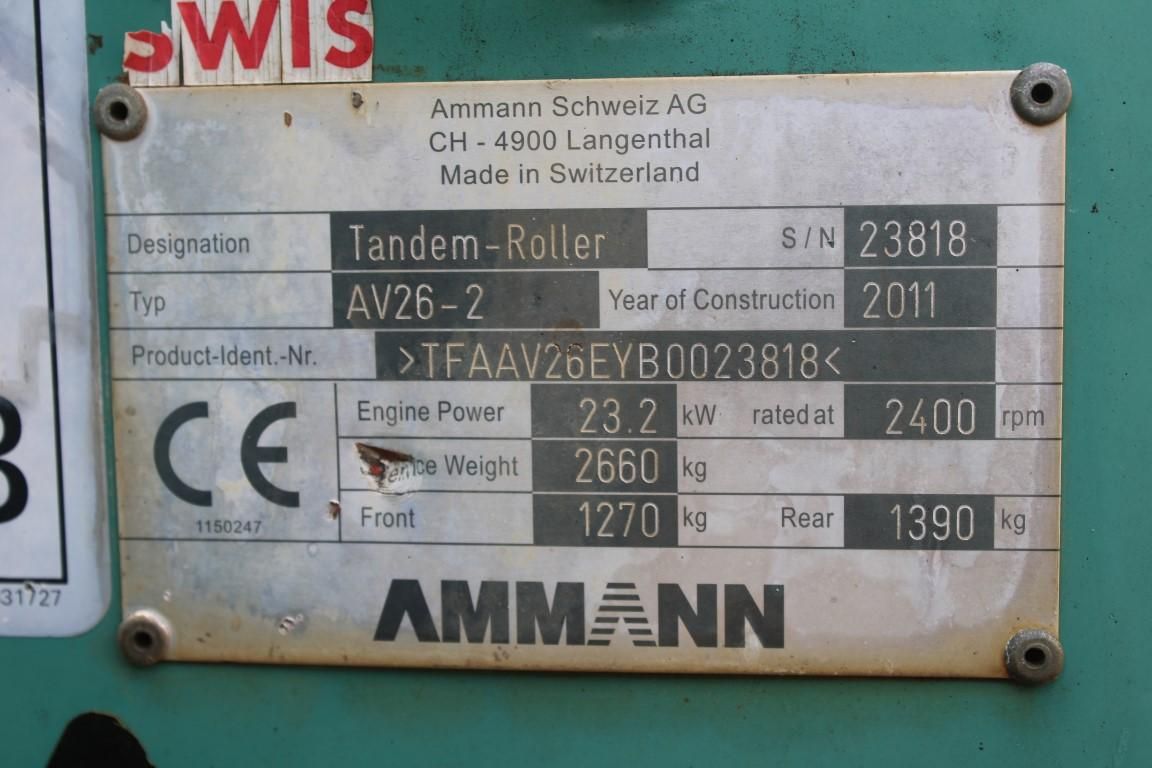 SWIS
Ammann Schweiz AG
CH - 4900 Langenthal
Made in Switzerland
Designation Tandem-Roller S / N 23818
Typ AV26-2 Year of Construction 2011
Product-Ident.-Nr. >TFAAV26EYB0023818<
Engine Power 23.2 kW rated at 2400 rpm
Weight 2660 kg
Front 1270 kg Rear 1390 kg
CE
1150247
31727
AMMANN